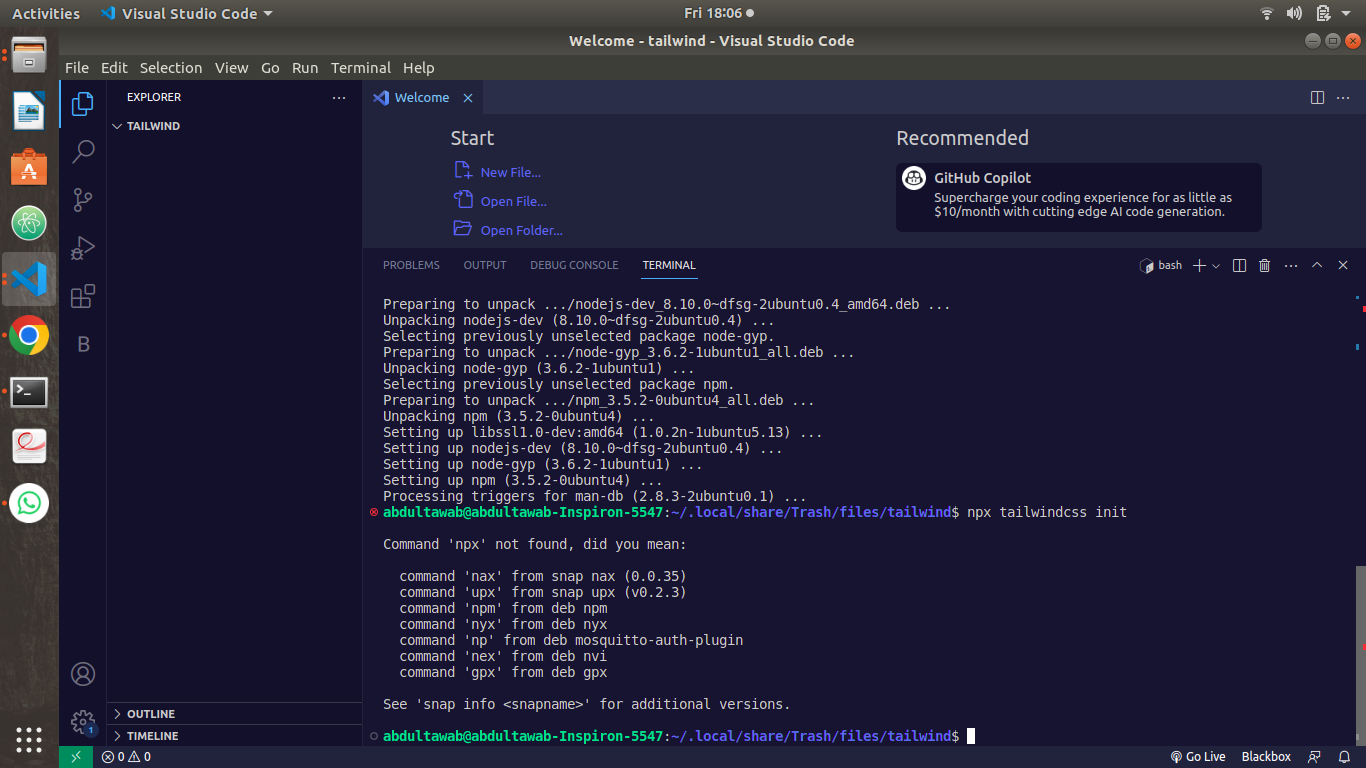 Activities
Visual Studio Code
Fri 18:06
Welcome - tailwind - Visual Studio Code
File Edit Selection View Go Run Terminal Help
EXPLORER
TAILWIND
Welcome
Start
New File...
Open File...
Open Folder...
Recommended
GitHub Copilot
Supercharge your coding experience for as little as
$10/month with cutting edge AI code generation.
PROBLEMS OUTPUT DEBUG CONSOLE TERMINAL
bash
Preparing to unpack .../nodejs-dev_8.10.0~dfsg-2ubuntu0.4_amd64.deb ...
Unpacking nodejs-dev (8.10.0~dfsg-2ubuntu0.4) ...
Selecting previously unselected package node-gyp.
Preparing to unpack .../node-gyp_3.6.2-1ubuntu1_all.deb ...
Unpacking node-gyp (3.6.2-1ubuntu1) ...
Selecting previously unselected package npm.
Preparing to unpack .../npm_3.5.2-0ubuntu4_all.deb ...
Unpacking npm (3.5.2-0ubuntu4) ...
Setting up libssl1.0-dev:amd64 (1.0.2n-1ubuntu5.13) ...
Setting up nodejs-dev (8.10.0~dfsg-2ubuntu0.4) ...
Setting up node-gyp (3.6.2-1ubuntu1) ...
Setting up npm (3.5.2-0ubuntu4) ...
Processing triggers for man-db (2.8.3-2ubuntu0.1) ...
abdultawab@abdultawab-Inspiron-5547:~/.local/share/Trash/files/tailwind$ npx tailwindcss init
Command 'npx' not found, did you mean:
command 'nax' from snap nax (0.0.35)
command 'upx' from snap upx (v0.2.3)
command 'npm' from deb npm
command 'nyx' from deb nyx
command 'np' from deb mosquitto-auth-plugin
command 'nex' from deb nvi
command 'gpx' from deb gpx
See 'snap info <snapname>' for additional versions.
abdultawab@abdultawab-Inspiron-5547:~/.local/share/Trash/files/tailwind$
B
1
OUTLINE
TIMELINE
0 0
Go Live
Blackbox